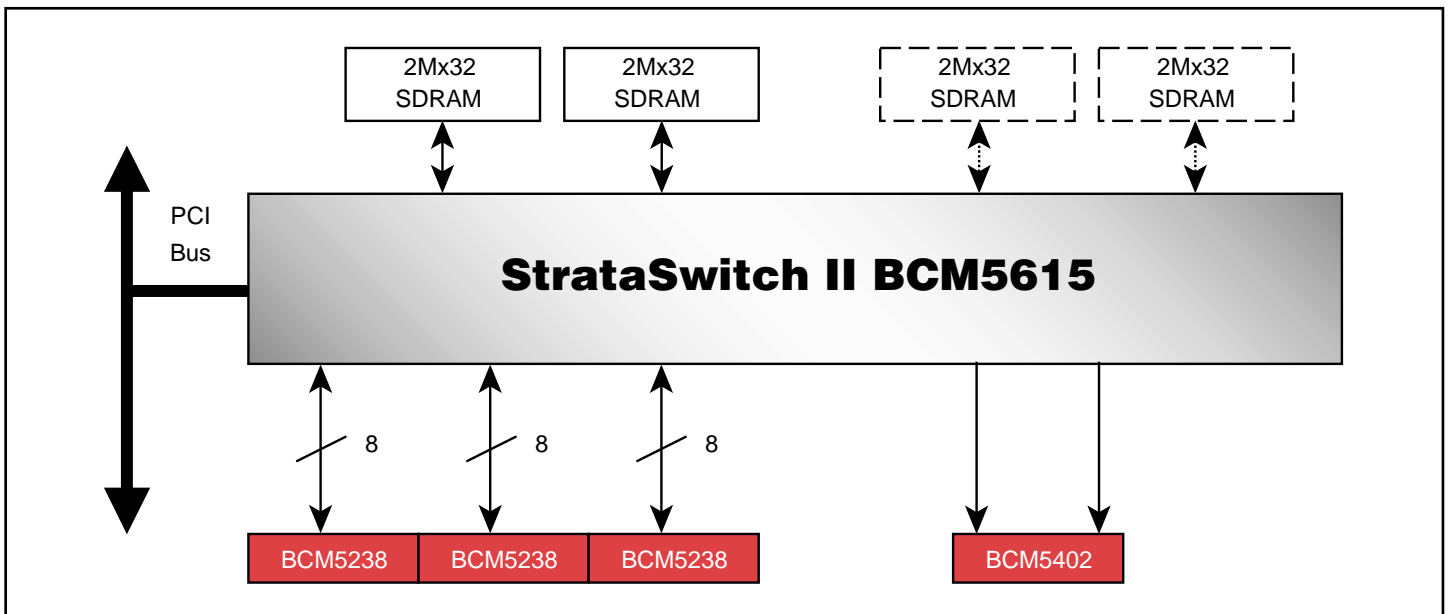 2Mx32
SDRAM
2Mx32
SDRAM
2Mx32
SDRAM
2Mx32
SDRAM
PCI
Bus
StrataSwitch II BCM5615
8
8
8
BCM5238
BCM5238
BCM5238
BCM5402